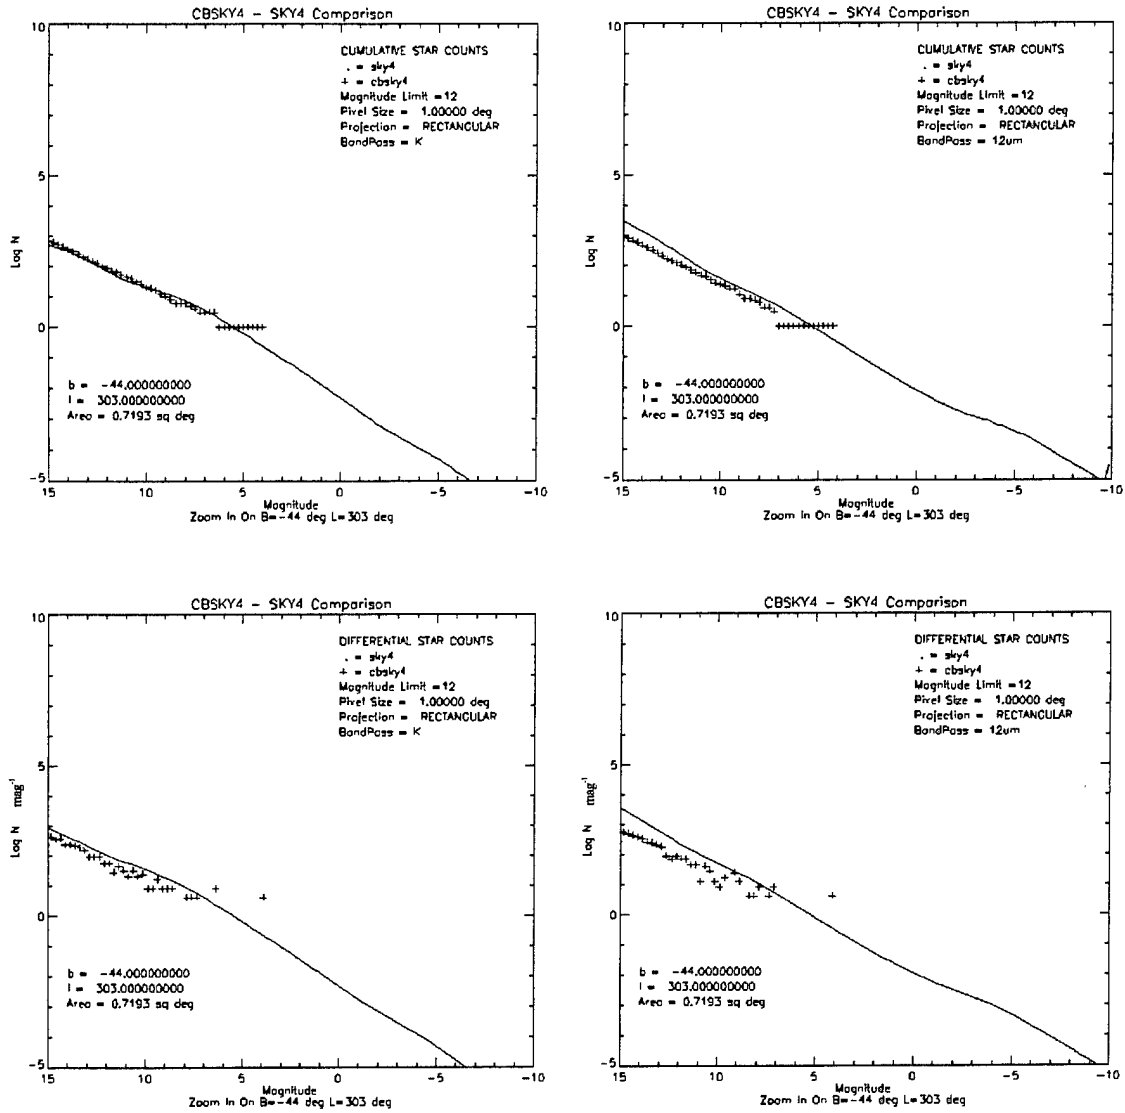 CBSKY4 - SKY4 Comparison
CUMULATIVE STAR COUNTS
. = sky4
+ = cbsky4
Magnitude Limit =12
Pixel Size = 1.00000 deg
Projection = RECTANGULAR
BandPass = K
b = -44.000000000
l = 303.000000000
Area = 0.7193 sq deg
10
5
0
-5
Log N
15 10 5 0 -5 -10
Magnitude
Zoom In On B=-44 deg L=303 deg
CBSKY4 - SKY4 Comparison
CUMULATIVE STAR COUNTS
. = sky4
+ = cbsky4
Magnitude Limit =12
Pixel Size = 1.00000 deg
Projection = RECTANGULAR
BandPass = 12um
b = -44.000000000
l = 303.000000000
Area = 0.7193 sq deg
10
5
0
-5
Log N
15 10 5 0 -5 -10
Magnitude
Zoom In On B=-44 deg L=303 deg
CBSKY4 - SKY4 Comparison
DIFFERENTIAL STAR COUNTS
. = sky4
+ = cbsky4
Magnitude Limit =12
Pixel Size = 1.00000 deg
Projection = RECTANGULAR
BandPass = K
b = -44.000000000
l = 303.000000000
Area = 0.7193 sq deg
10
5
0
-5
Log N mag⁻¹
15 10 5 0 -5 -10
Magnitude
Zoom In On B=-44 deg L=303 deg
CBSKY4 - SKY4 Comparison
DIFFERENTIAL STAR COUNTS
. = sky4
+ = cbsky4
Magnitude Limit =12
Pixel Size = 1.00000 deg
Projection = RECTANGULAR
BandPass = 12um
b = -44.000000000
l = 303.000000000
Area = 0.7193 sq deg
10
5
0
-5
Log N mag⁻¹
15 10 5 0 -5 -10
Magnitude
Zoom In On B=-44 deg L=303 deg